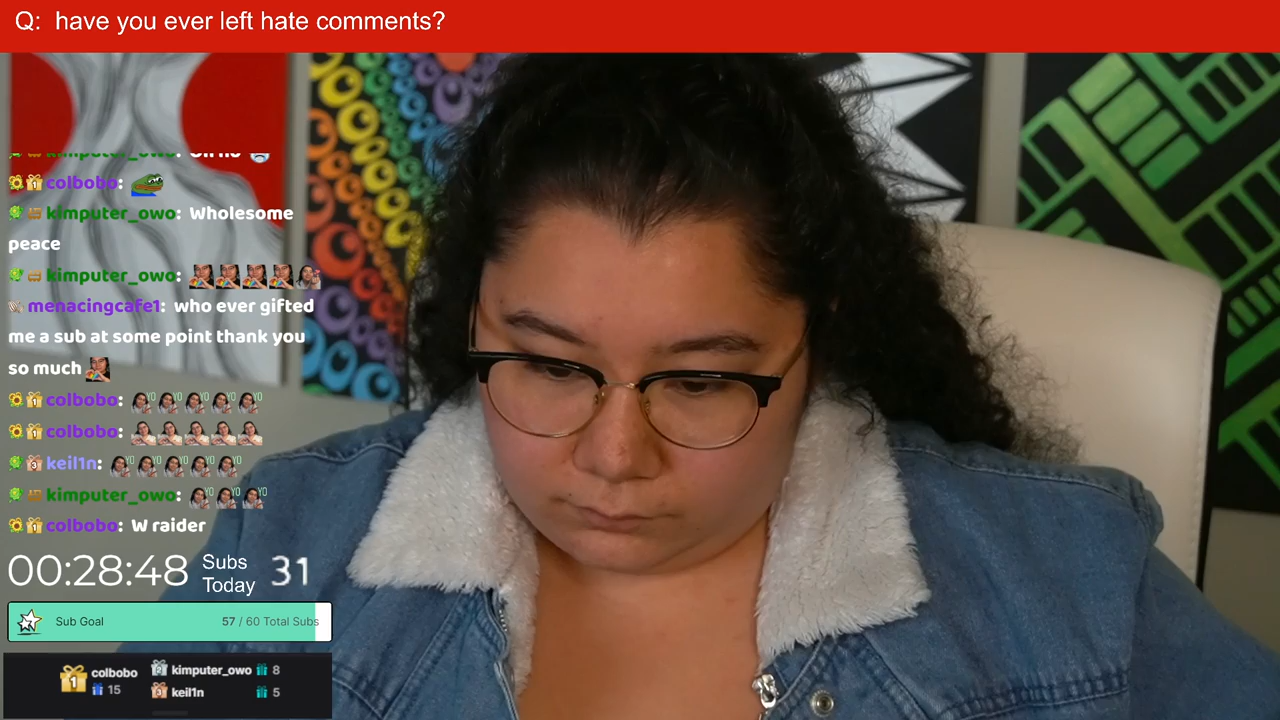 Q: have you ever left hate comments?
colbobo:
kimputer_owo: Wholesome
peace
kimputer_owo:
menacingcafe1: who ever gifted
me a sub at some point thank you
so much
colbobo:
colbobo:
keil1n:
kimputer_owo:
colbobo: W raider
00:28:48 Subs Today 31
Sub Goal 57 / 60 Total Subs
1 colbobo 15
kimputer_owo 8
keil1n 5